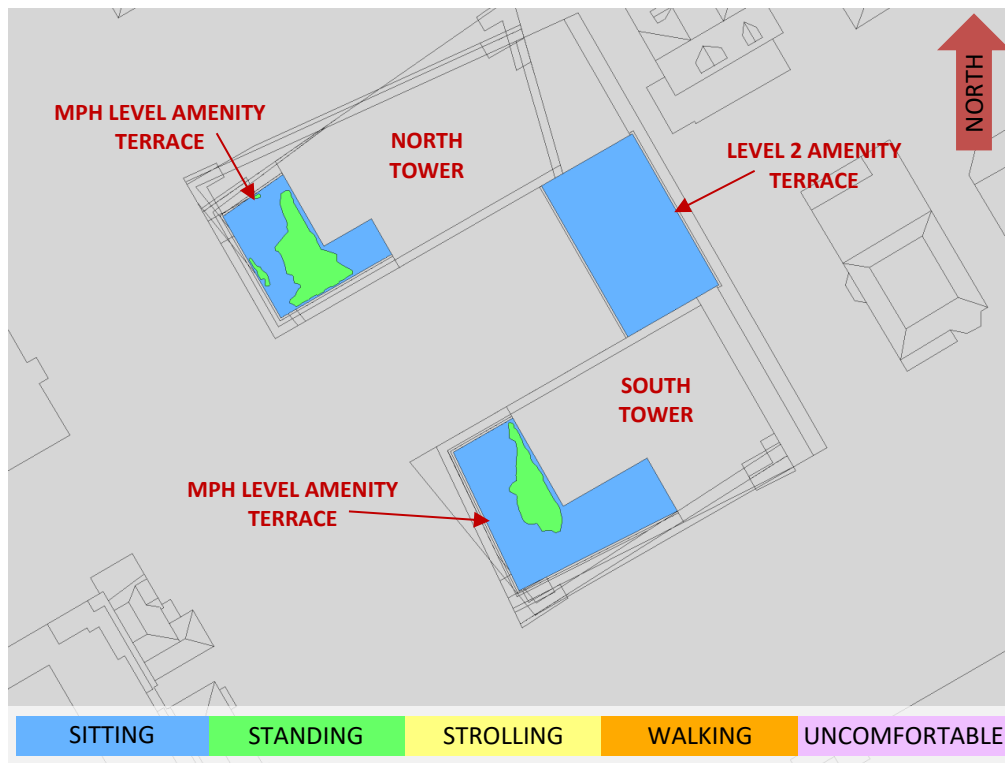 NORTH
MPH LEVEL AMENITY
TERRACE
NORTH
TOWER
LEVEL 2 AMENITY
TERRACE
SOUTH
TOWER
MPH LEVEL AMENITY
TERRACE
SITTING
STANDING
STROLLING
WALKING
UNCOMFORTABLE